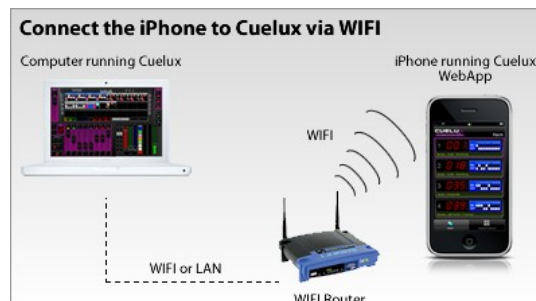 Connect the iPhone to Cuelux via WIFI
Computer running Cuelux
iPhone running Cuelux
WebApp
WIFI
CUELU
WIFI or LAN
WIFI Router